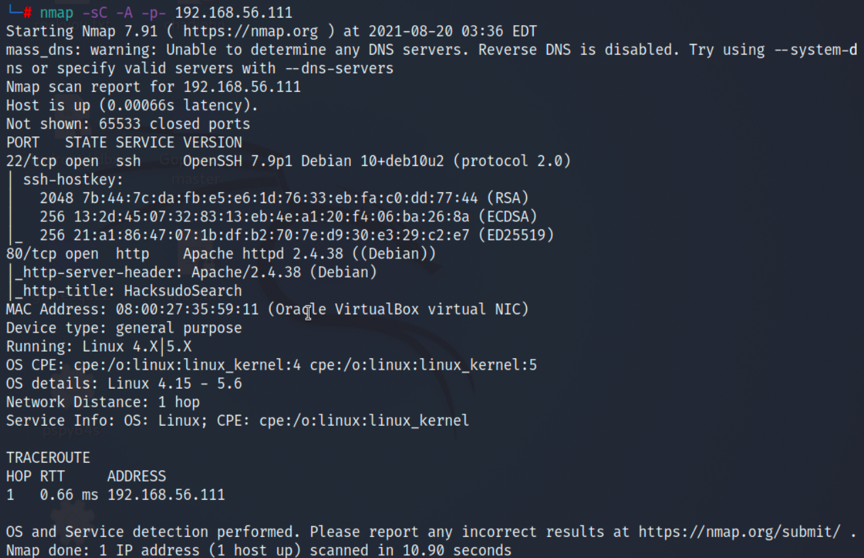 └─# nmap -sC -A -p- 192.168.56.111
Starting Nmap 7.91 ( https://nmap.org ) at 2021-08-20 03:36 EDT
mass_dns: warning: Unable to determine any DNS servers. Reverse DNS is disabled. Try using --system-d
ns or specify valid servers with --dns-servers
Nmap scan report for 192.168.56.111
Host is up (0.00066s latency).
Not shown: 65533 closed ports
PORT   STATE SERVICE VERSION
22/tcp open  ssh     OpenSSH 7.9p1 Debian 10+deb10u2 (protocol 2.0)
| ssh-hostkey:
|   2048 7b:44:7c:da:fb:e5:e6:1d:76:33:eb:fa:c0:dd:77:44 (RSA)
|   256 13:2d:45:07:32:83:13:eb:4e:a1:20:f4:06:ba:26:8a (ECDSA)
|_  256 21:a1:86:47:07:1b:df:b2:70:7e:d9:30:e3:29:c2:e7 (ED25519)
80/tcp open  http    Apache httpd 2.4.38 ((Debian))
|_http-server-header: Apache/2.4.38 (Debian)
|_http-title: HacksudoSearch
MAC Address: 08:00:27:35:59:11 (Oracle VirtualBox virtual NIC)
Device type: general purpose
Running: Linux 4.X|5.X
OS CPE: cpe:/o:linux:linux_kernel:4 cpe:/o:linux:linux_kernel:5
OS details: Linux 4.15 - 5.6
Network Distance: 1 hop
Service Info: OS: Linux; CPE: cpe:/o:linux:linux_kernel
TRACEROUTE
HOP RTT     ADDRESS
1   0.66 ms 192.168.56.111
OS and Service detection performed. Please report any incorrect results at https://nmap.org/submit/ .
Nmap done: 1 IP address (1 host up) scanned in 10.90 seconds